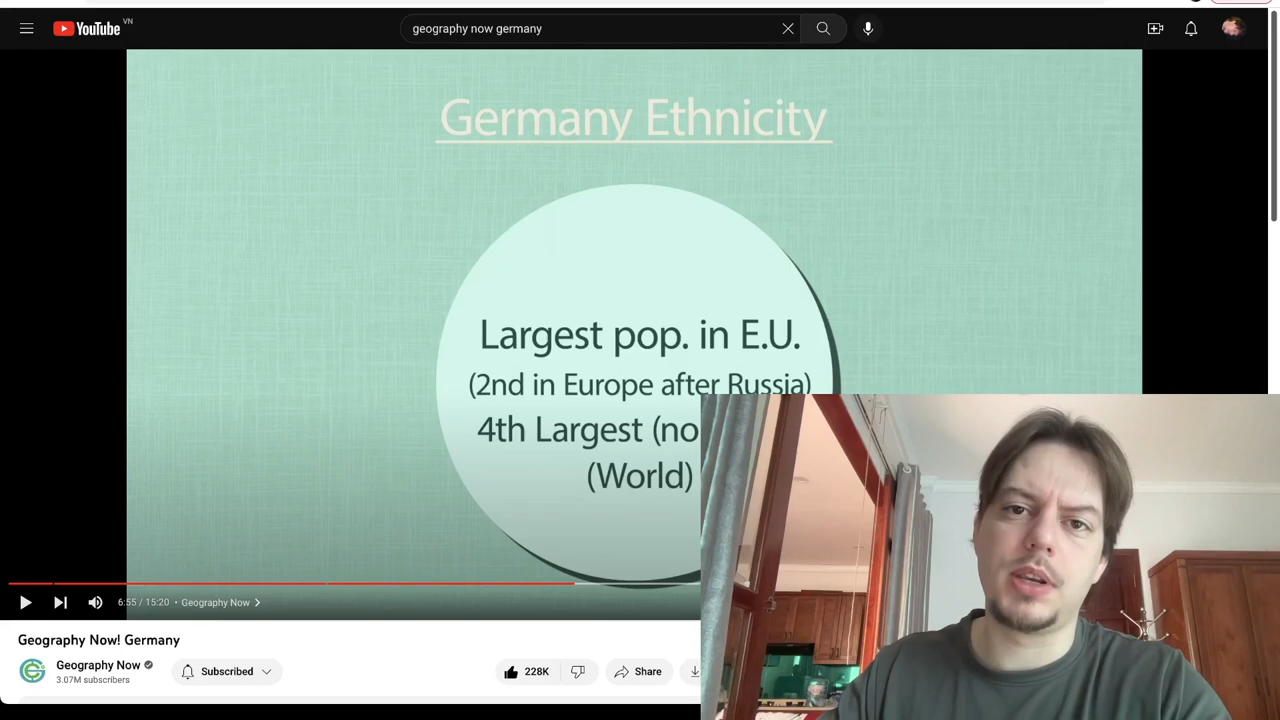 YouTube VN
geography now germany
Germany Ethnicity
Largest pop. in E.U.
(2nd in Europe after Russia)
4th Largest (no
(World)
6:55 / 15:20 • Geography Now
Geography Now! Germany
Geography Now
3.07M subscribers
Subscribed
228K
Share